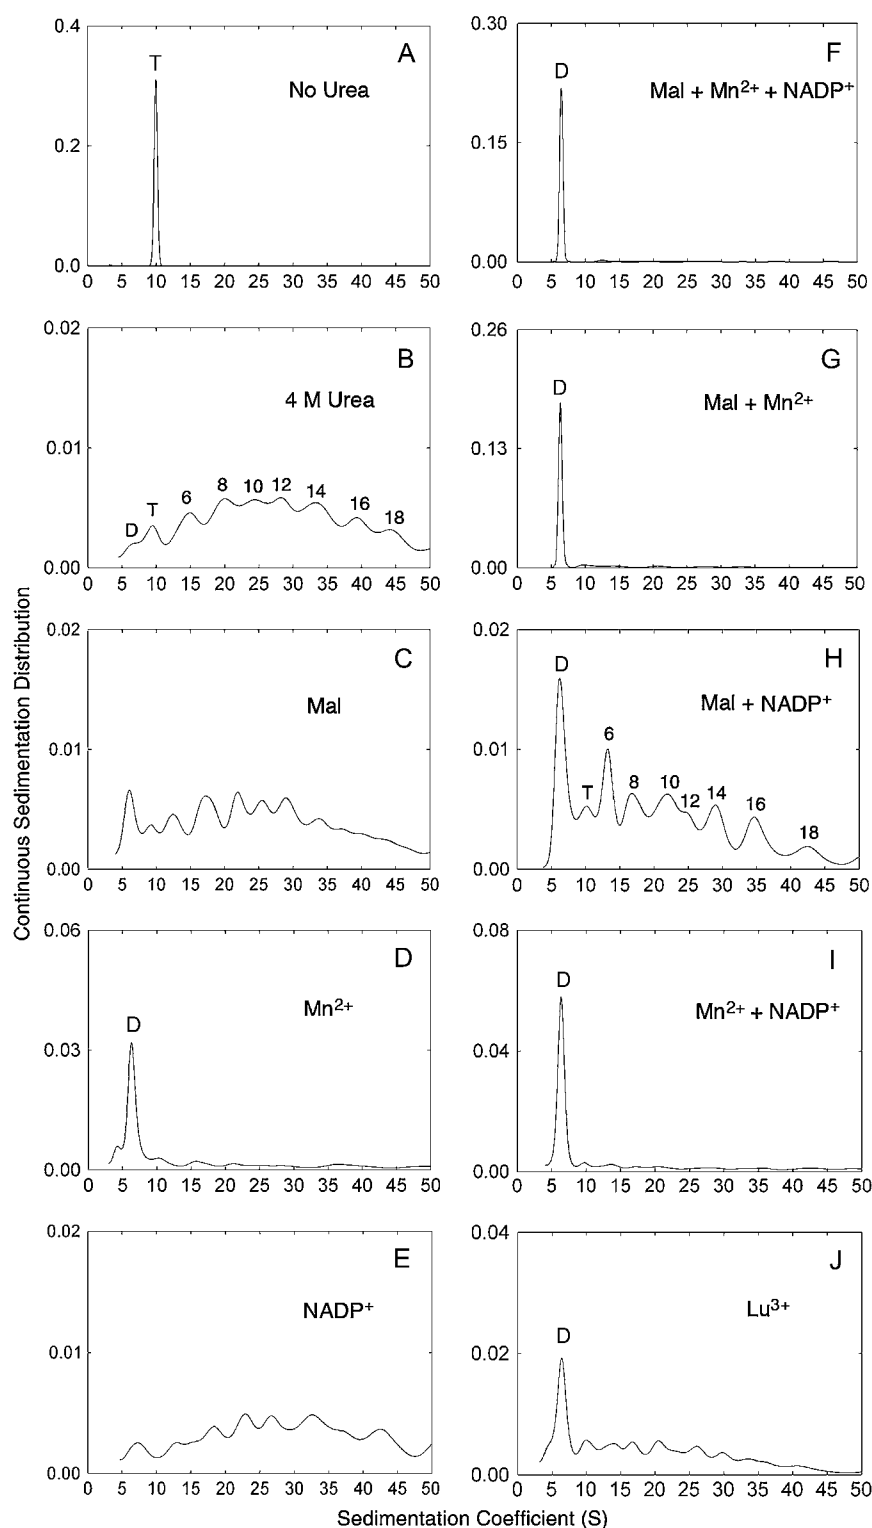 Continuous Sedimentation Distribution
0.4
0.2
0.0
T
A
No Urea
0 5 10 15 20 25 30 35 40 45 50
0.02
0.01
0.00
B
4 M Urea
D T 6 8 10 12 14 16 18
0 5 10 15 20 25 30 35 40 45 50
0.02
0.01
0.00
C
Mal
0 5 10 15 20 25 30 35 40 45 50
0.06
0.03
0.00
D
Mn²⁺
D
0 5 10 15 20 25 30 35 40 45 50
0.02
0.01
0.00
E
NADP⁺
0 5 10 15 20 25 30 35 40 45 50
0.30
0.15
0.00
D
F
Mal + Mn²⁺ + NADP⁺
0 5 10 15 20 25 30 35 40 45 50
0.26
0.13
0.00
D
G
Mal + Mn²⁺
0 5 10 15 20 25 30 35 40 45 50
0.02
0.01
0.00
D
H
Mal + NADP⁺
T 6 8 10 12 14 16 18
0 5 10 15 20 25 30 35 40 45 50
0.08
0.04
0.00
I
D
Mn²⁺ + NADP⁺
0 5 10 15 20 25 30 35 40 45 50
0.04
0.02
0.00
J
Lu³⁺
D
0 5 10 15 20 25 30 35 40 45 50
Sedimentation Coefficient (S)